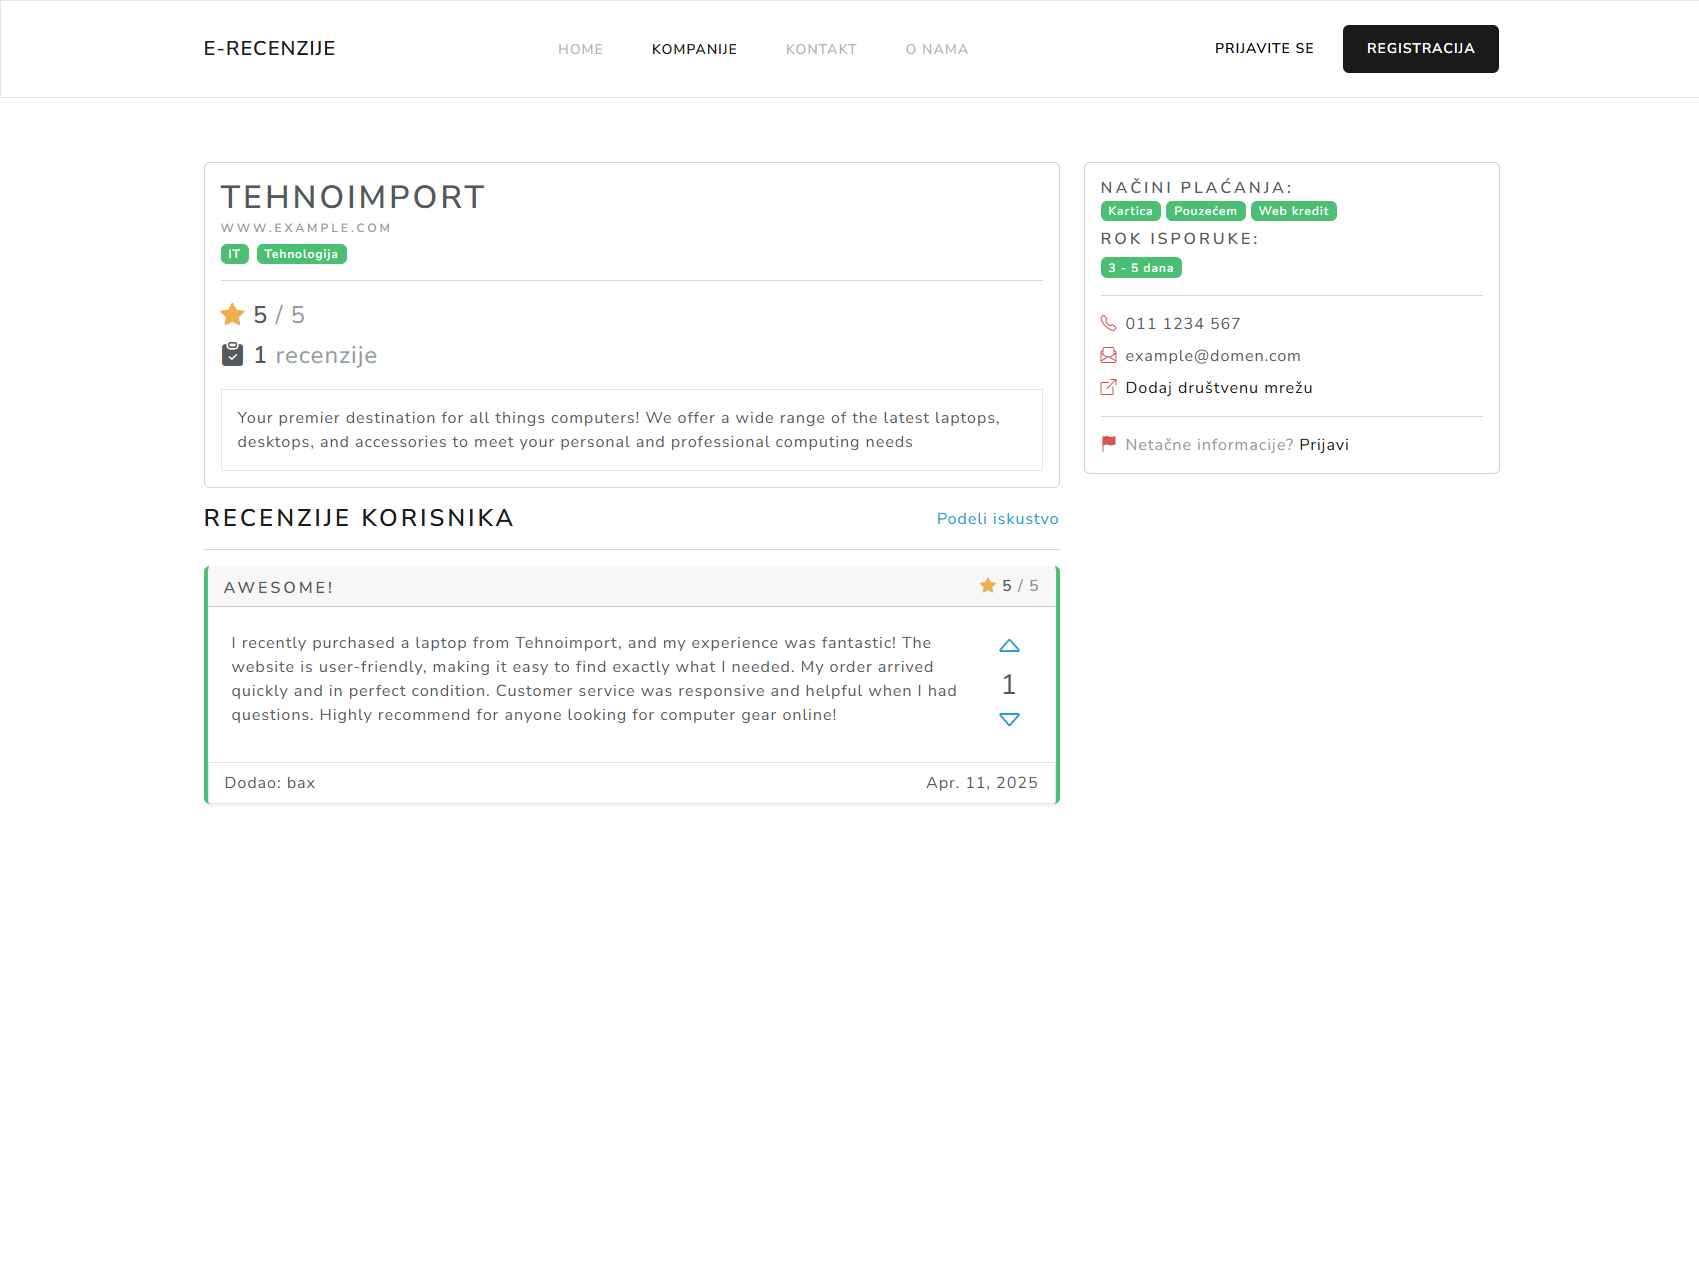 E-RECENZIJE
HOME
KOMPANIJE
KONTAKT
O NAMA
PRIJAVITE SE
REGISTRACIJA
TEHNOIMPORT
WWW.EXAMPLE.COM
IT Tehnologija
5 / 5
1 recenzije
Your premier destination for all things computers! We offer a wide range of the latest laptops,
desktops, and accessories to meet your personal and professional computing needs
NAČINI PLAĆANJA:
Kartica Pouzećem Web kredit
ROK ISPORUKE:
3 - 5 dana
011 1234 567
example@domen.com
Dodaj društvenu mrežu
Netačne informacije? Prijavi
RECENZIJE KORISNIKA
Podeli iskustvo
AWESOME!
5 / 5
I recently purchased a laptop from Tehnoimport, and my experience was fantastic! The
website is user-friendly, making it easy to find exactly what I needed. My order arrived
quickly and in perfect condition. Customer service was responsive and helpful when I had
questions. Highly recommend for anyone looking for computer gear online!
1
Dodao: bax
Apr. 11, 2025